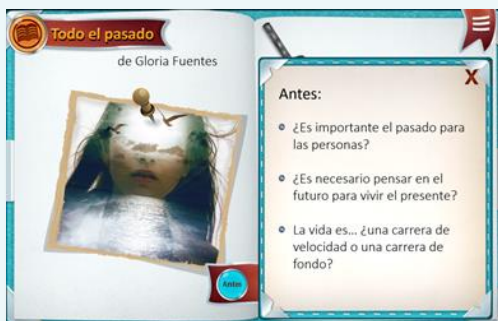 Todo el pasado
de Gloria Fuentes
Antes
X
Antes:
¿Es importante el pasado para
las personas?
¿Es necesario pensar en el
futuro para vivir el presente?
La vida es... ¿una carrera de
velocidad o una carrera de
fondo?